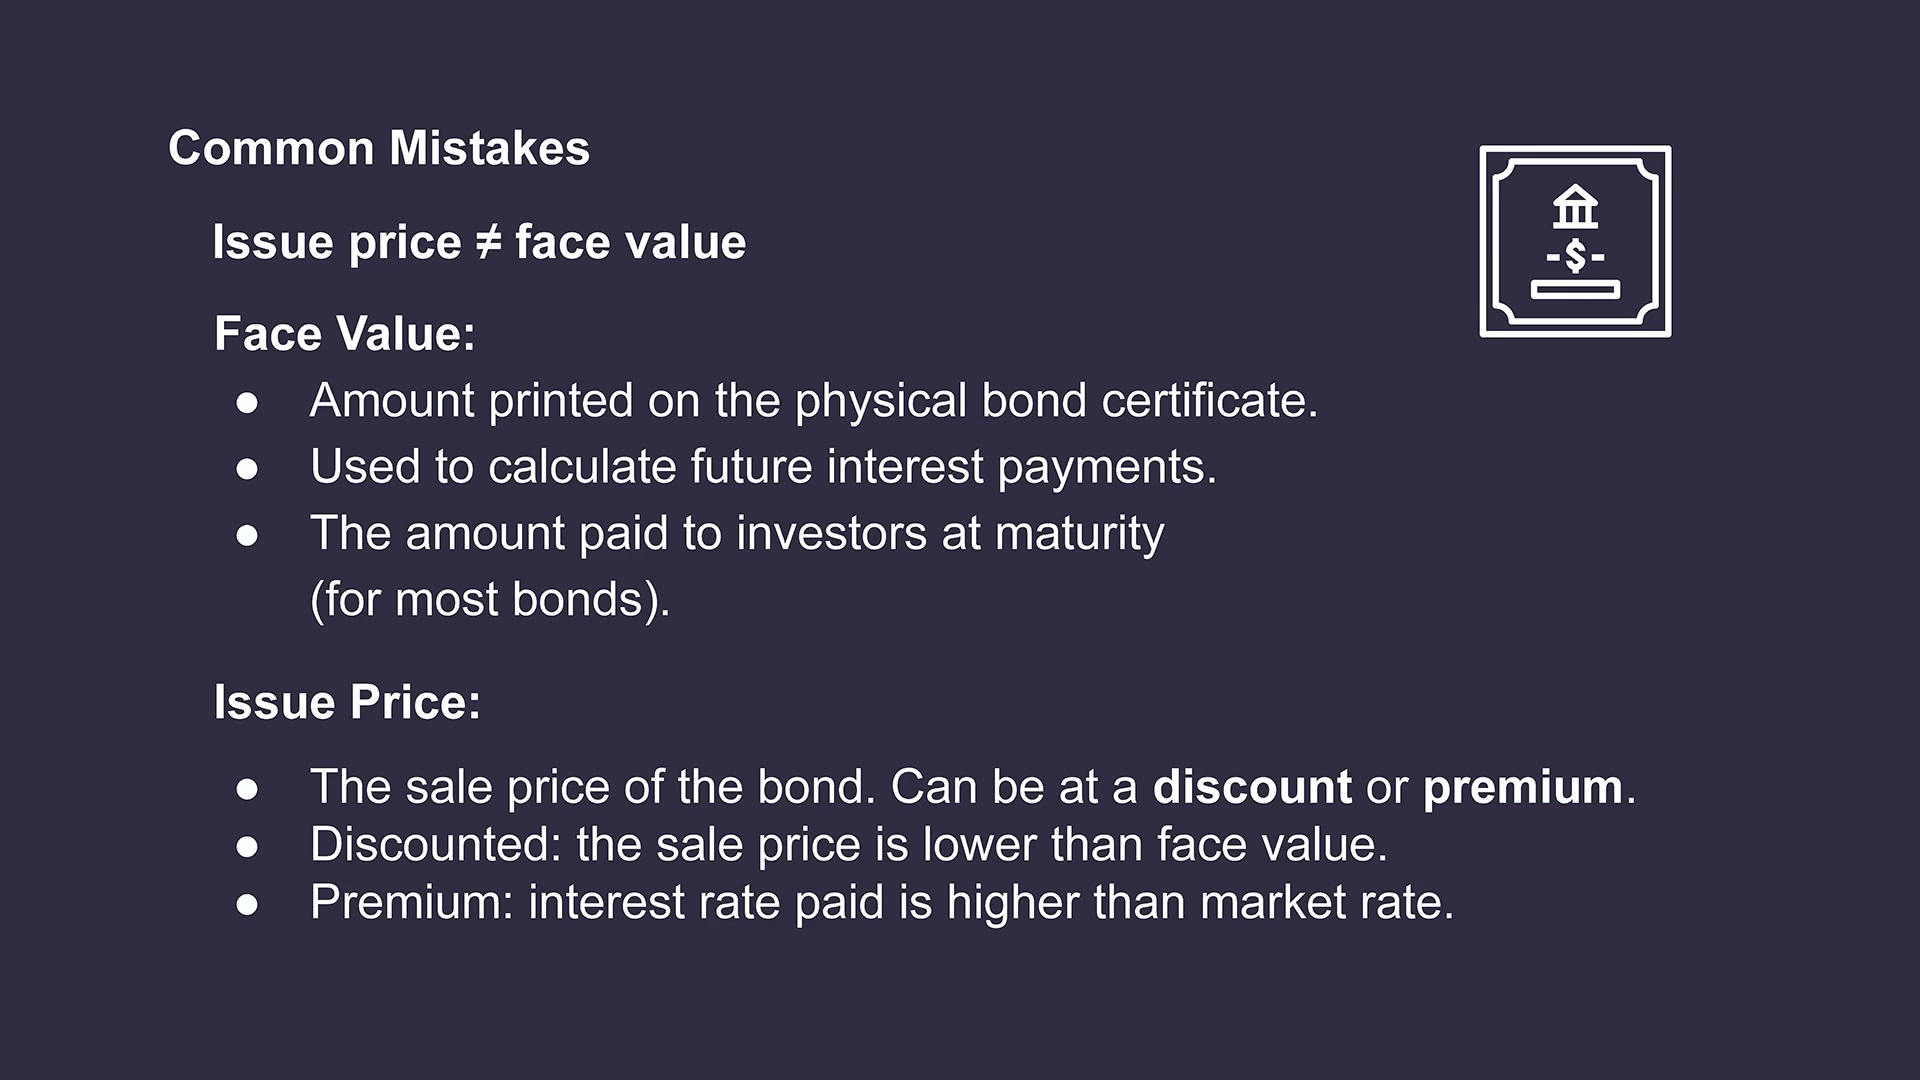 Common Mistakes
Issue price ≠ face value
Face Value:
● Amount printed on the physical bond certificate.
● Used to calculate future interest payments.
● The amount paid to investors at maturity
(for most bonds).
Issue Price:
● The sale price of the bond. Can be at a discount or premium.
● Discounted: the sale price is lower than face value.
● Premium: interest rate paid is higher than market rate.
-$-